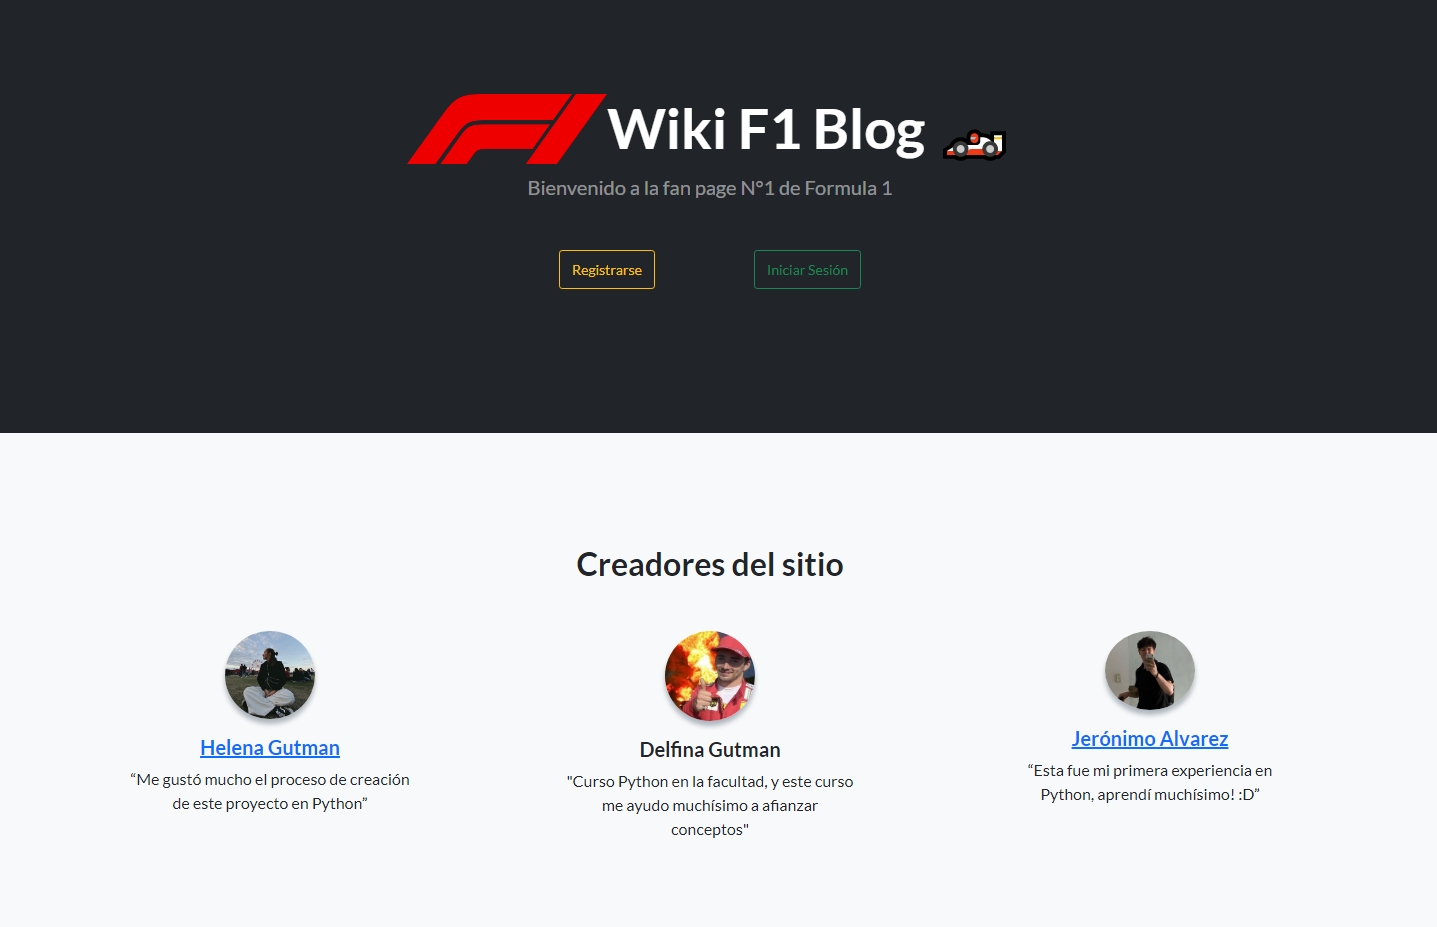 Wiki F1 Blog
Bienvenido a la fan page N°1 de Formula 1
Registrarse
Iniciar Sesión
Creadores del sitio
Helena Gutman
“Me gustó mucho el proceso de creación
de este proyecto en Python”
Delfina Gutman
"Curso Python en la facultad, y este curso
me ayudo muchísimo a afianzar
conceptos"
Jerónimo Alvarez
“Esta fue mi primera experiencia en
Python, aprendí muchísimo! :D”